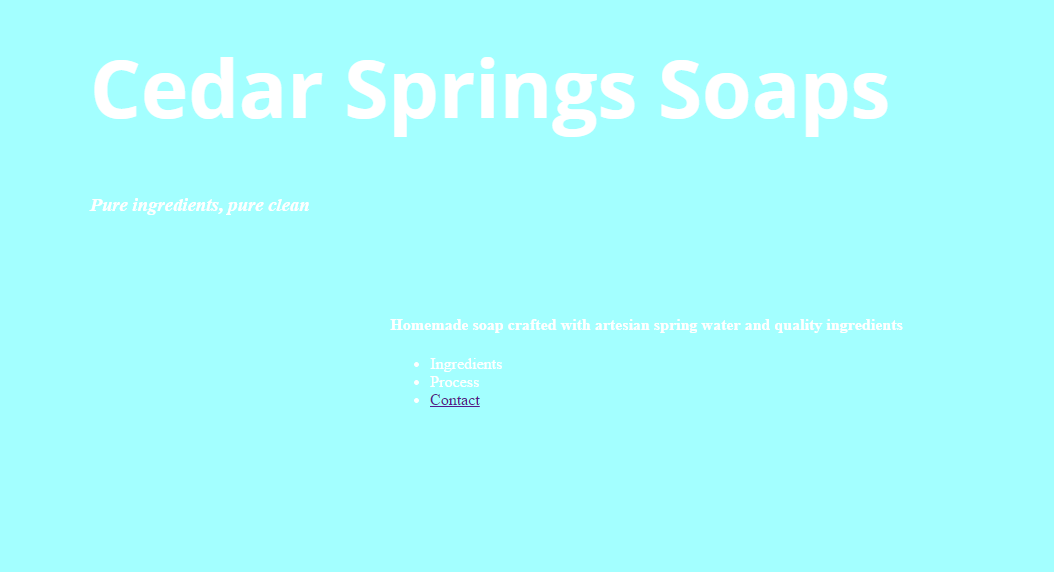 Cedar Springs Soaps
Pure ingredients, pure clean
Homemade soap crafted with artesian spring water and quality ingredients
Ingredients
Process
Contact